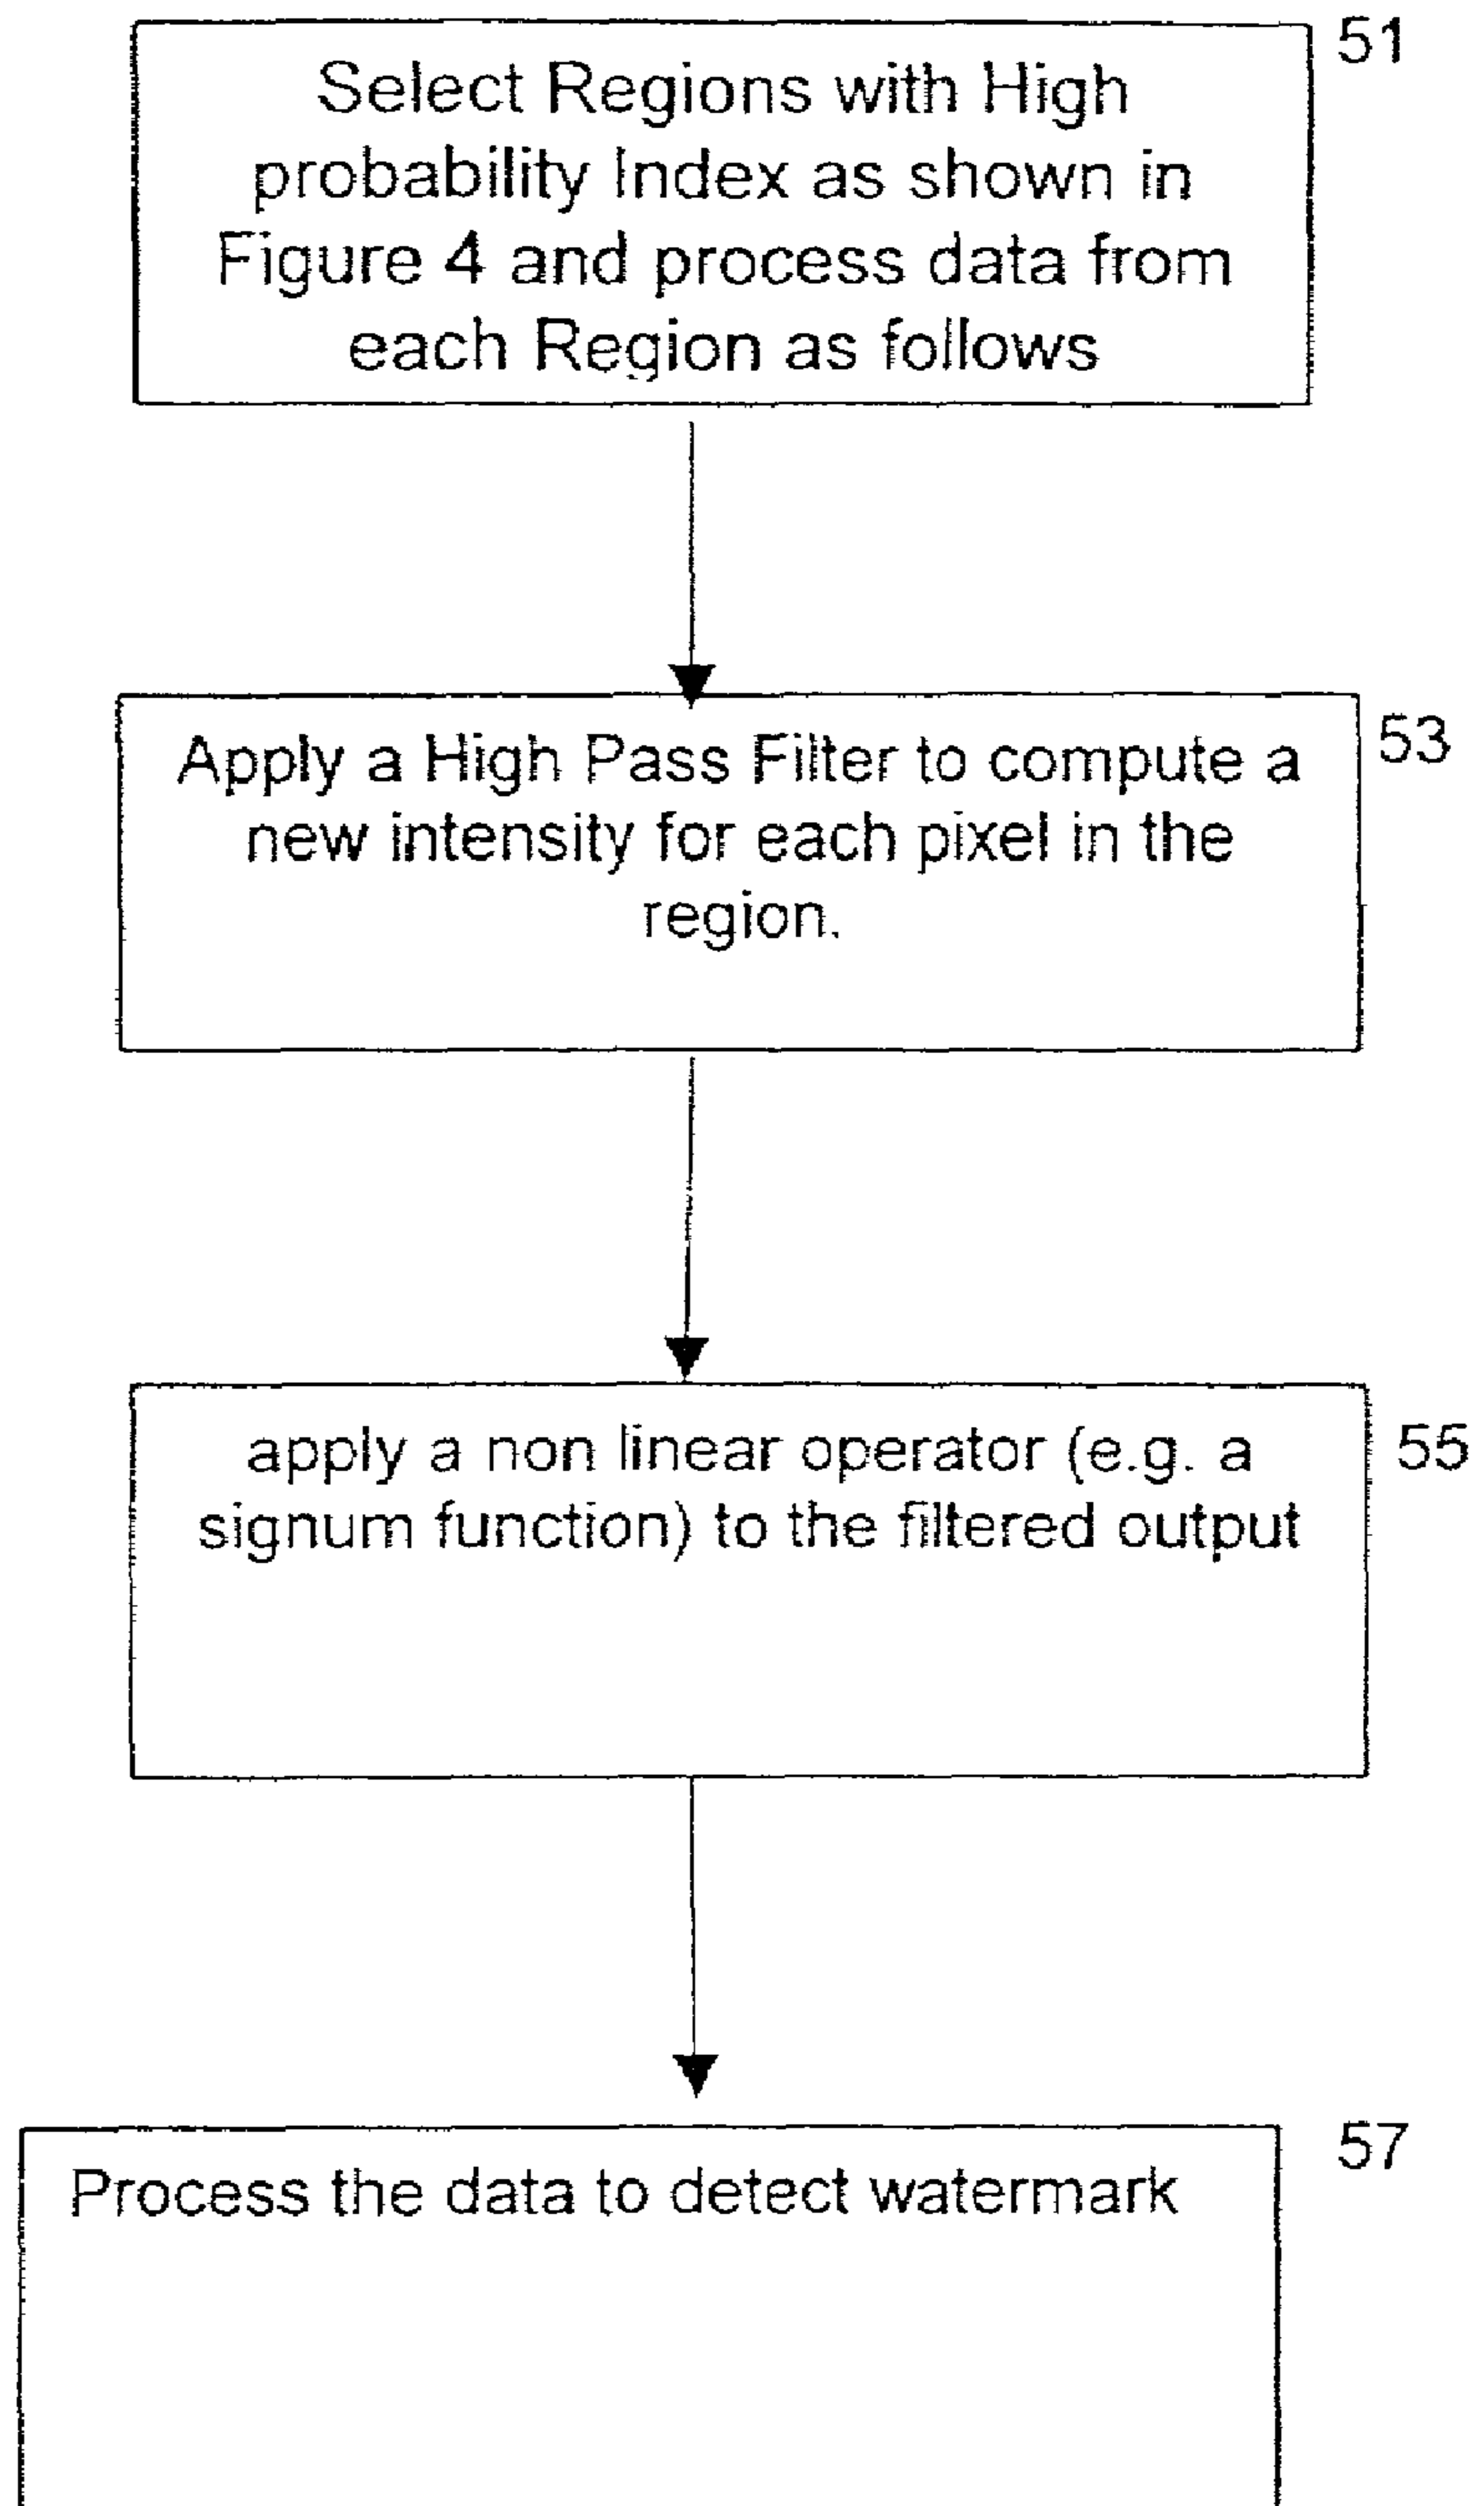 51
Select Regions with High
probability Index as shown in
Figure 4 and process data from
each Region as follows
53
Apply a High Pass Filter to compute a
new intensity for each pixel in the
region.
55
apply a non linear operator (e.g. a
signum function) to the filtered output
57
Process the data to detect watermark